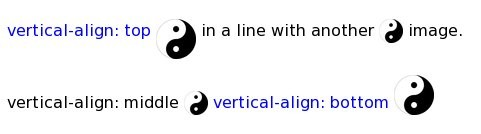 vertical-align: top in a line with another image.
vertical-align: middle vertical-align: bottom